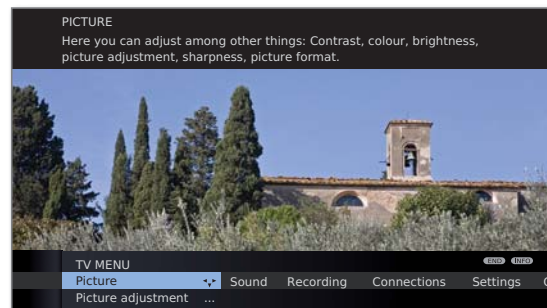 PICTURE
Here you can adjust among other things: Contrast, colour, brightness,
picture adjustment, sharpness, picture format.
TV MENU END INFO
Picture Sound Recording Connections Settings
Picture adjustment ...